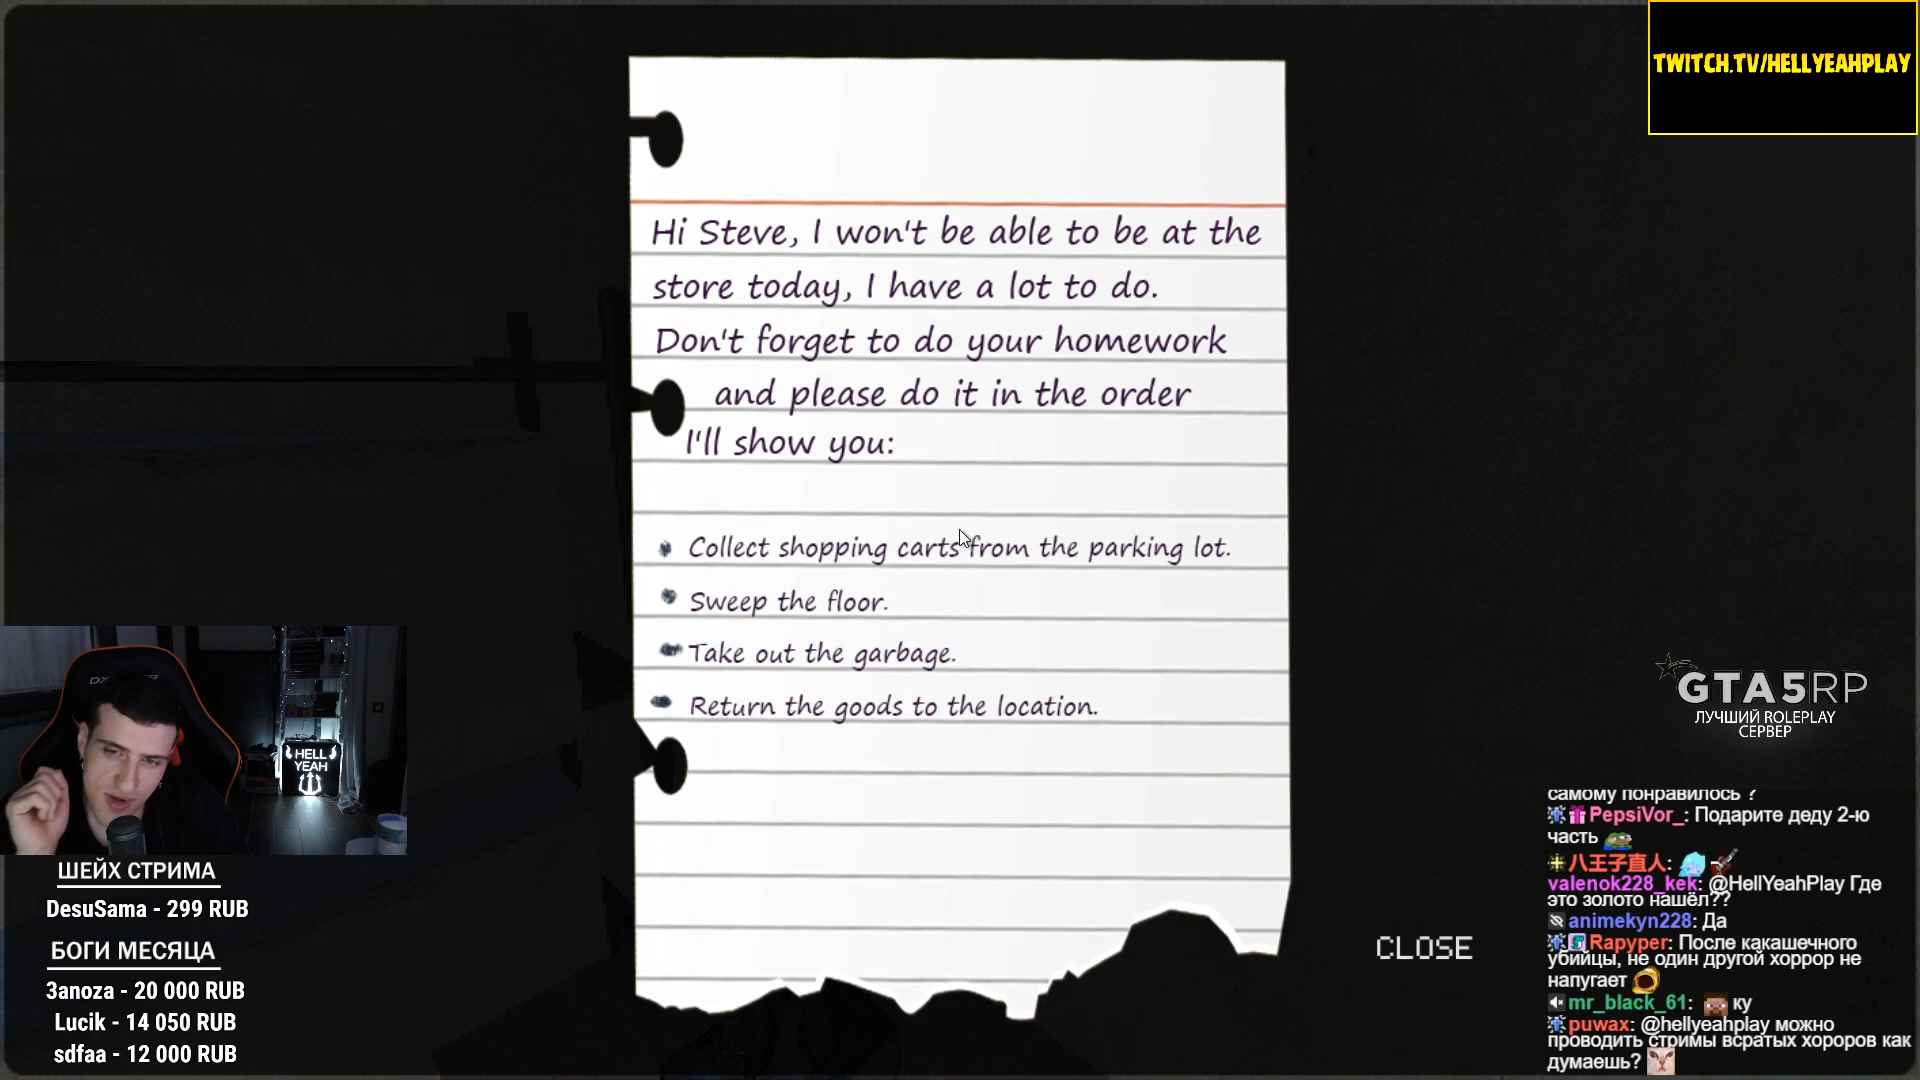 TWITCH.TV/HELLYEAHPLAY
Hi Steve, I won't be able to be at the
store today, I have a lot to do.
Don't forget to do your homework
and please do it in the order
I'll show you:
Collect shopping carts from the parking lot.
Sweep the floor.
Take out the garbage.
Return the goods to the location.
CLOSE
HELL
YEAH
ШЕЙХ СТРИМА
DesuSama - 299 RUB
БОГИ МЕСЯЦА
3anoza - 20 000 RUB
Lucik - 14 050 RUB
sdfaa - 12 000 RUB
GTA5RP
ЛУЧШИЙ ROLEPLAY
СЕРВЕР
самому понравилось ?
PepsiVor_: Подарите деду 2-ю
часть
八王子直人:
valenok228_kek: @HellYeahPlay Где
это золото нашёл??
animekyn228: Да
Rapyper: После какашечного
убийцы, не один другой хоррор не
напугает
mr_black_61: ку
puwax: @hellyeahplay можно
проводить стримы всратых хороров как
думаешь?